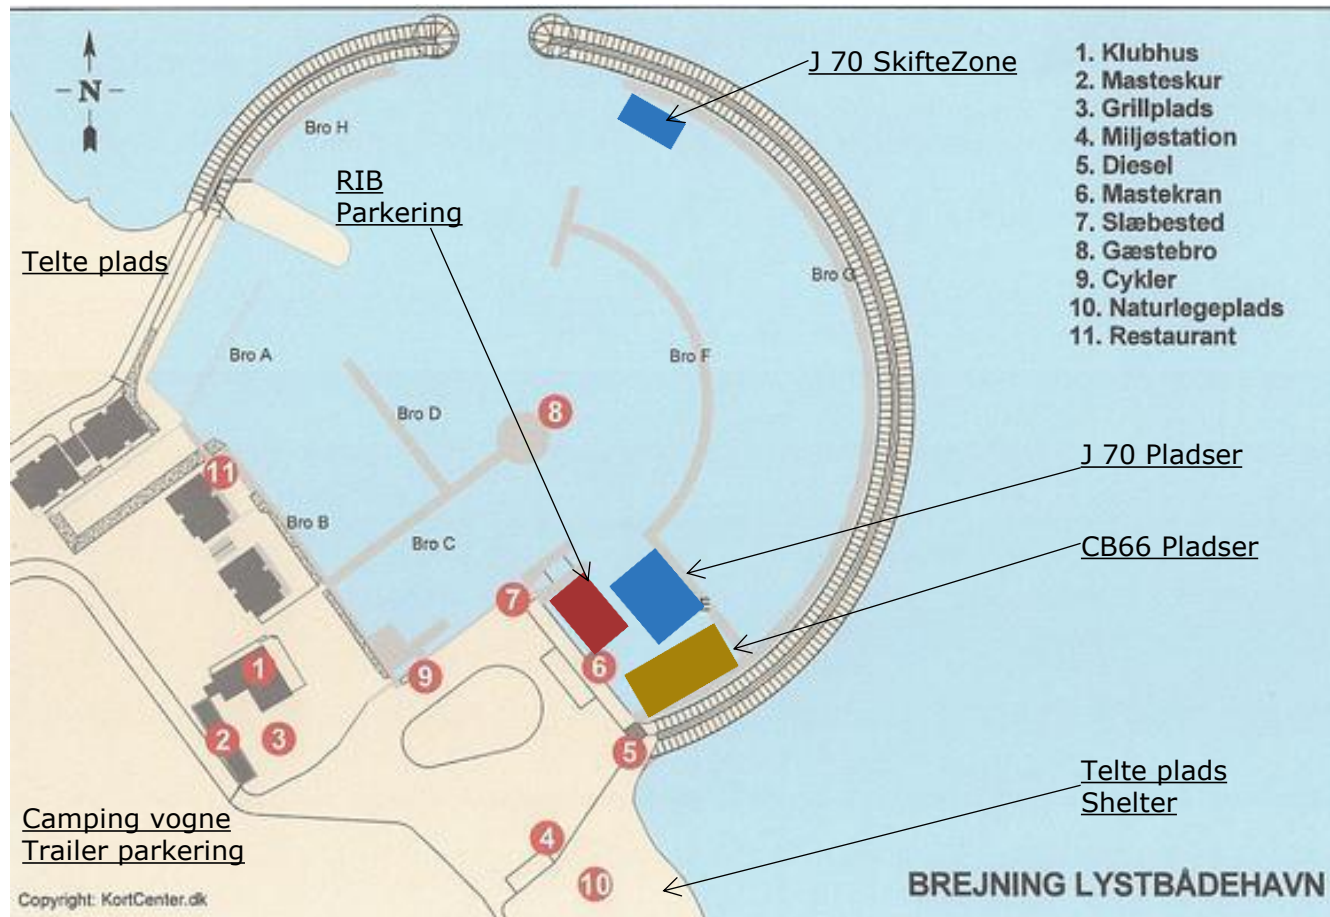 N
J 70 SkifteZone
1. Klubhus
2. Masteskur
3. Grillplads
4. Miljøstation
5. Diesel
6. Mastekran
7. Slæbested
8. Gæstebro
9. Cykler
10. Naturlegeplads
11. Restaurant
Bro H
RIB
Parkering
Telte plads
Bro G
Bro A
Bro F
Bro D
8
J 70 Pladser
11
Bro B
Bro C
CB66 Pladser
7
E
6
1
9
2
3
5
Telte plads
Shelter
Camping vogne
Trailer parkering
4
10
BREJNING LYSTBÅDEHAVN
Copyright: KortCenter.dk